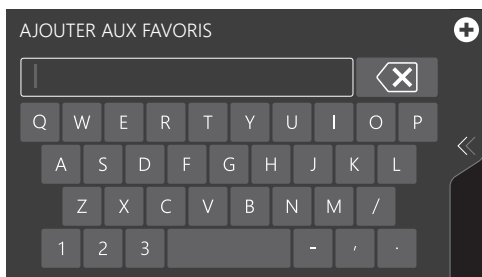 AJOUTER AUX FAVORIS
Q W E R T Y U I O P
A S D F G H J K L
Z X C V B N M /
1 2 3 - , .